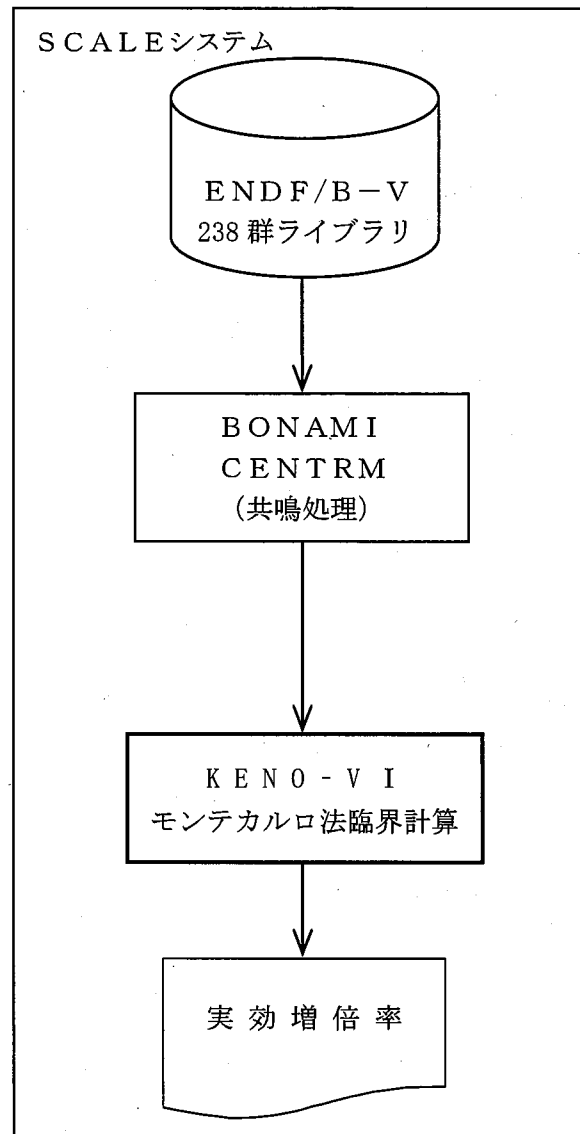 SCALEシステム
ENDF/B-V
238群ライブラリ
BONAMI
CENTRM
(共鳴処理)
KENO-VI
モンテカルロ法臨界計算
実効増倍率